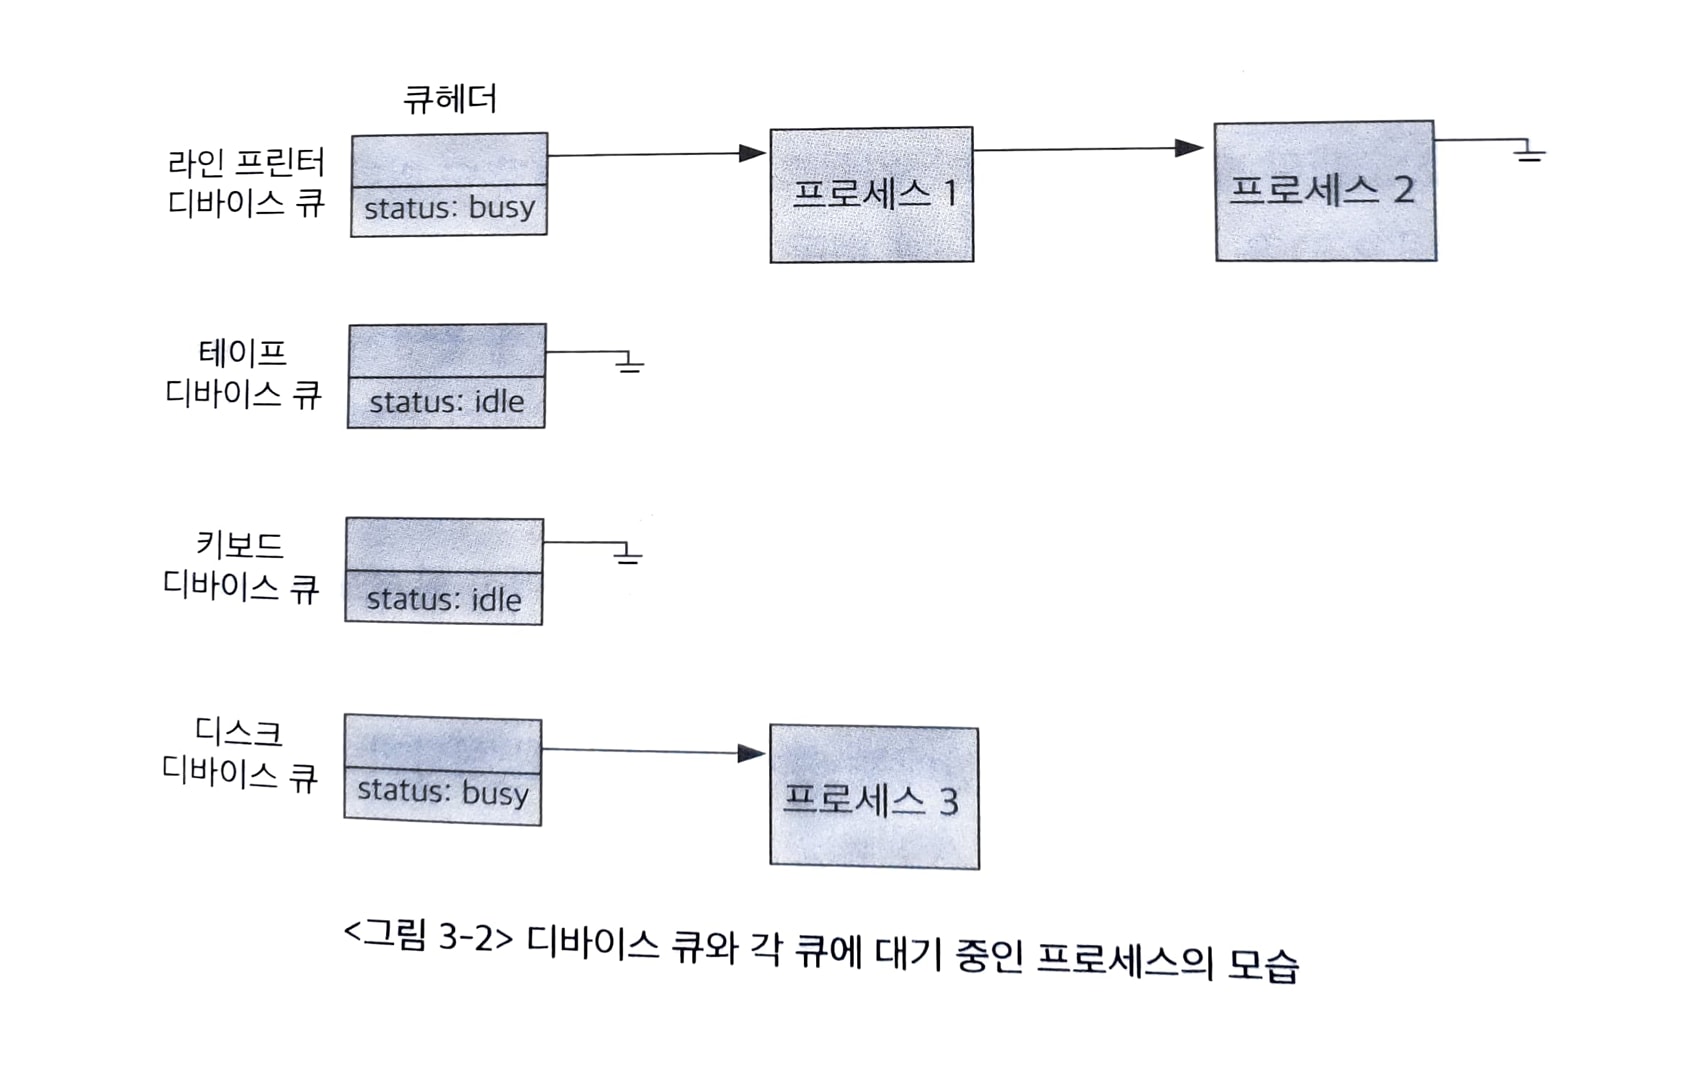 큐헤더
라인 프린터
디바이스 큐
status: busy
프로세스 1
프로세스 2
테이프
디바이스 큐
status: idle
키보드
디바이스 큐
status: idle
디스크
디바이스 큐
status: busy
프로세스 3
<그림 3-2> 디바이스 큐와 각 큐에 대기 중인 프로세스의 모습